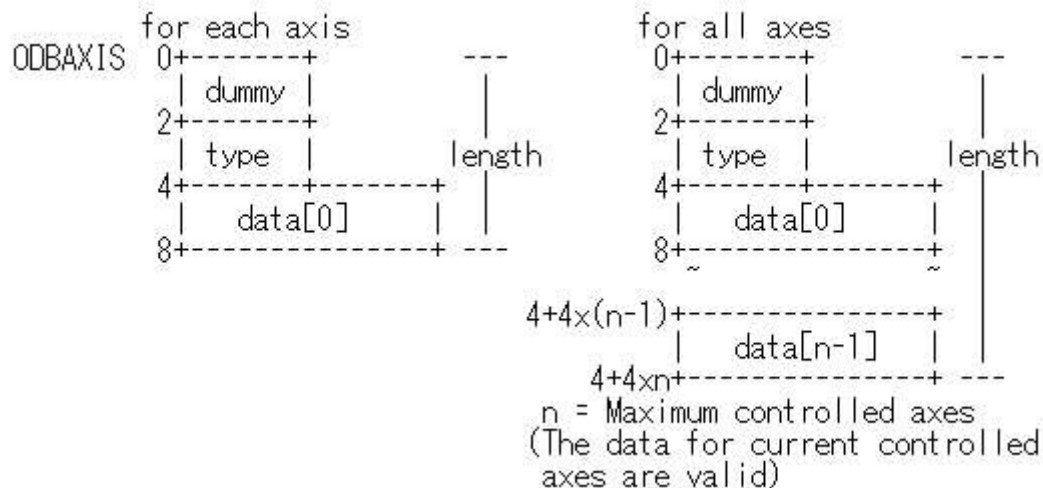 for each axis for all axes
ODBAXIS 0+-------+ --- 0+-------+ ---
| dummy | | | dummy | |
2+-------+ 2+-------+
| type | length | type | length
4+-------+-------+ 4+-------+-------+
| data[0] | | data[0] |
8+---------------+ --- 8+---------------+
~ ~
4+4x(n-1)+---------------+
| data[n-1] |
4+4xn+---------------+ ---
n = Maximum controlled axes
(The data for current controlled
axes are valid)